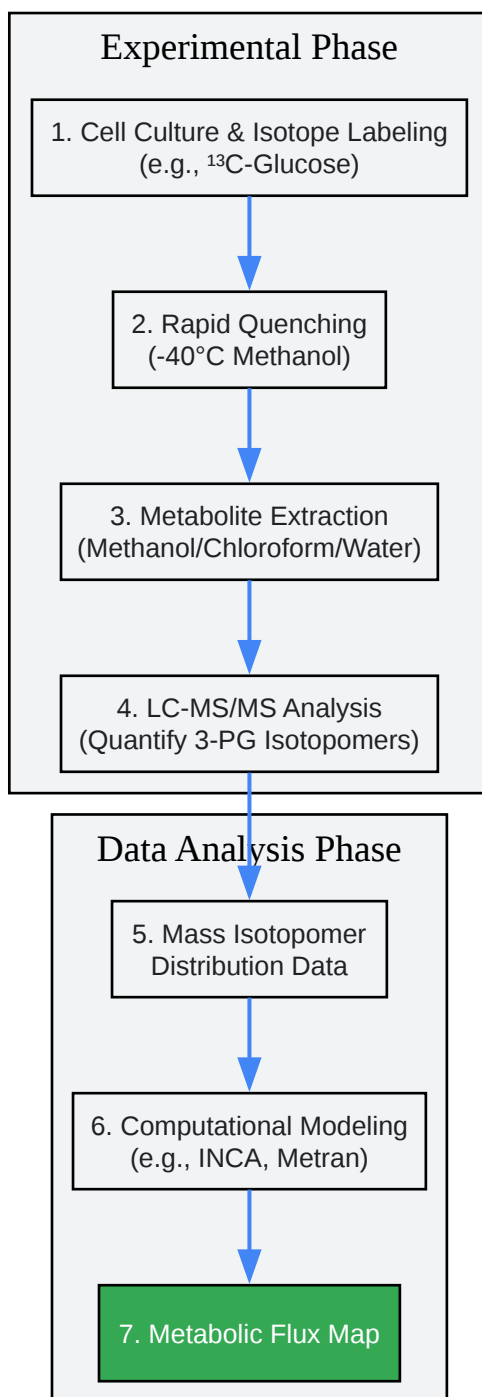 Experimental Phase
1. Cell Culture & Isotope Labeling
(e.g., ¹³C-Glucose)
2. Rapid Quenching
(-40°C Methanol)
3. Metabolite Extraction
(Methanol/Chloroform/Water)
4. LC-MS/MS Analysis
(Quantify 3-PG Isotopomers)
Data Analysis Phase
5. Mass Isotopomer
Distribution Data
6. Computational Modeling
(e.g., INCA, Metran)
7. Metabolic Flux Map